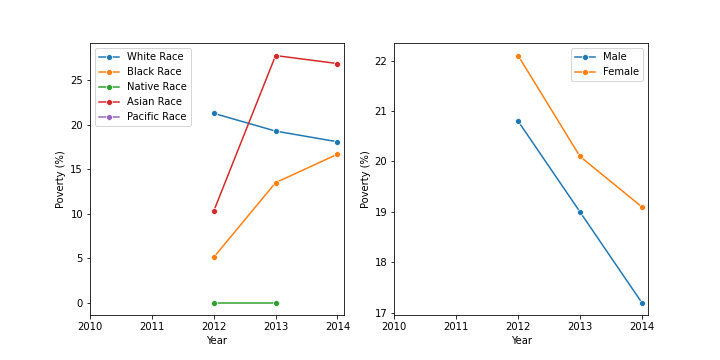 White Race
Black Race
Native Race
Asian Race
Pacific Race
25
20
15
10
5
0
Poverty (%)
2010 2011 2012 2013 2014
Year
Male
Female
22
21
20
19
18
17
Poverty (%)
2010 2011 2012 2013 2014
Year